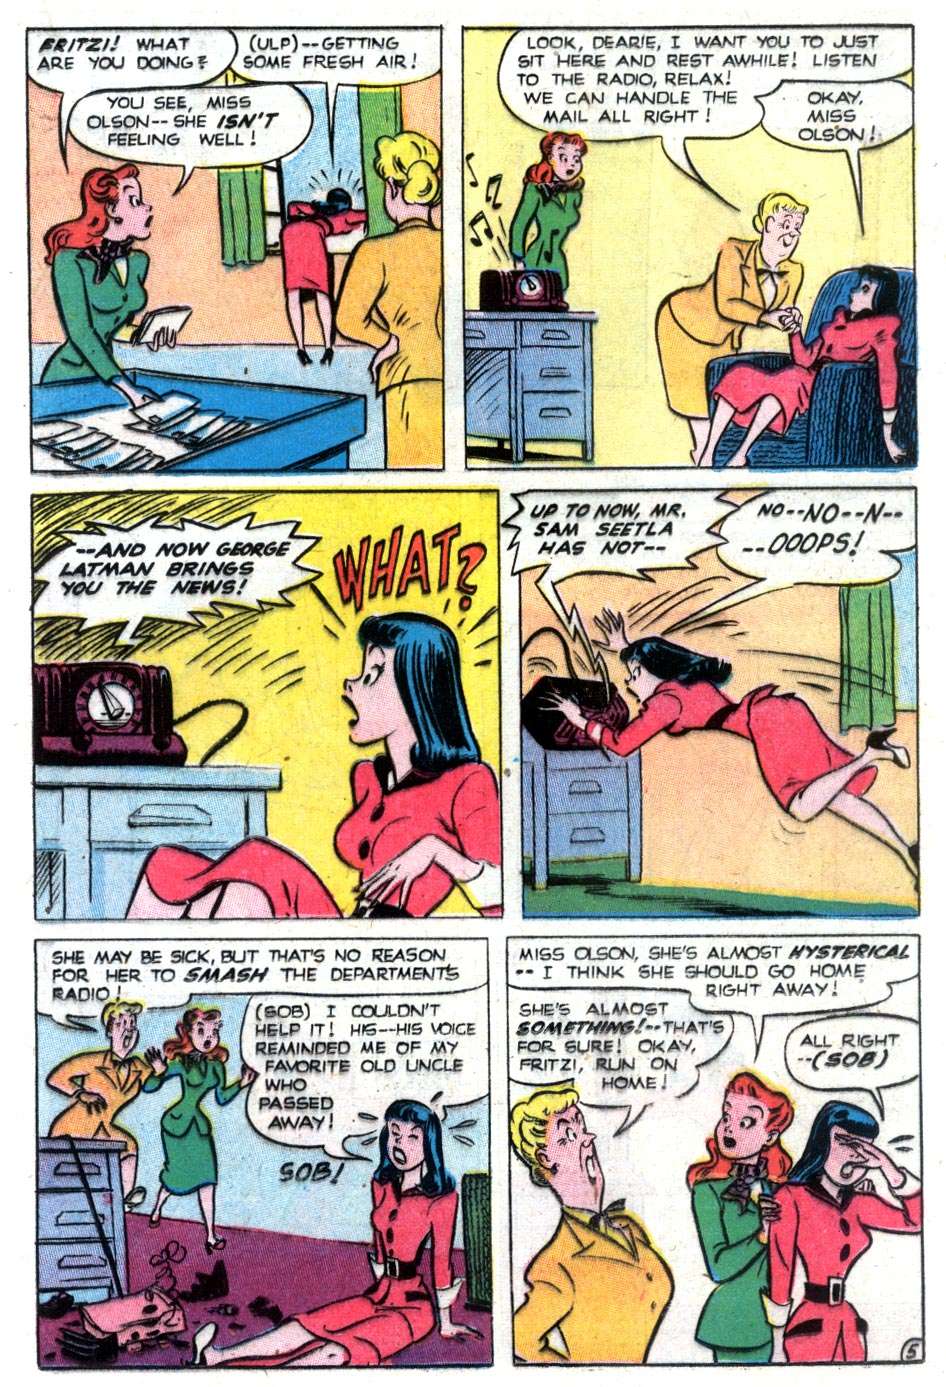 FRITZI! WHAT
ARE YOU DOING?
(ULP)--GETTING
SOME FRESH AIR!
YOU SEE, MISS
OLSON--SHE ISN'T
FEELING WELL!
LOOK, DEARIE, I WANT YOU TO JUST
SIT HERE AND REST AWHILE! LISTEN
TO THE RADIO, RELAX!
WE CAN HANDLE THE
MAIL ALL RIGHT!
OKAY,
MISS
OLSON!
--AND NOW GEORGE
LATMAN BRINGS
YOU THE NEWS!
WHAT?
UP TO NOW, MR.
SAM SEETLA
HAS NOT--
NO--NO--N--
--OOOPS!
SHE MAY BE SICK, BUT THAT'S NO REASON
FOR HER TO SMASH THE DEPARTMENT'S
RADIO!
(SOB) I COULDN'T
HELP IT! HIS--HIS VOICE
REMINDED ME OF MY
FAVORITE OLD UNCLE
WHO
PASSED
AWAY!
SOB!
MISS OLSON, SHE'S ALMOST HYSTERICAL
-- I THINK SHE SHOULD GO HOME
RIGHT AWAY!
SHE'S ALMOST
SOMETHING!--THAT'S
FOR SURE! OKAY,
FRITZI, RUN ON
HOME!
ALL RIGHT
--(SOB)
5